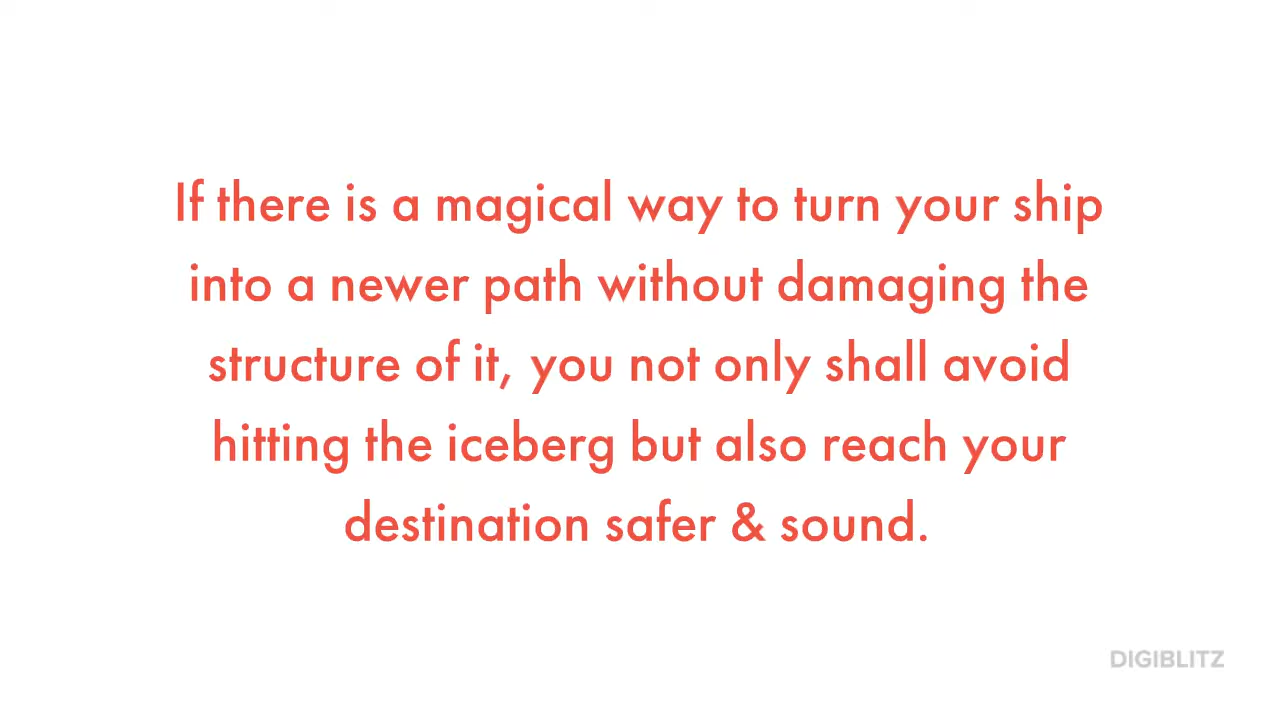 If there is a magical way to turn your ship
into a newer path without damaging the
structure of it, you not only shall avoid
hitting the iceberg but also reach your
destination safer & sound.
DIGIBLITZ